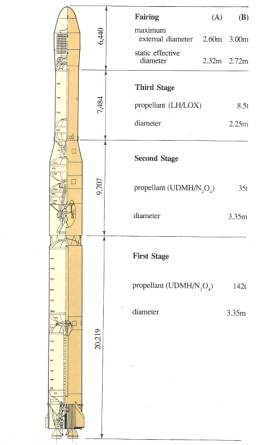 Fairing (A) (B)
maximum
external diameter 2.60m 3.00m
static effective
diameter 2.32m 2.72m
6,440
Third Stage
propellant (LH/LOX) 8.5t
diameter 2.25m
7,484
Second Stage
propellant (UDMH/N₂O₄) 35t
diameter 3.35m
9,707
First Stage
propellant (UDMH/N₂O₄) 142t
diameter 3.35m
20,219